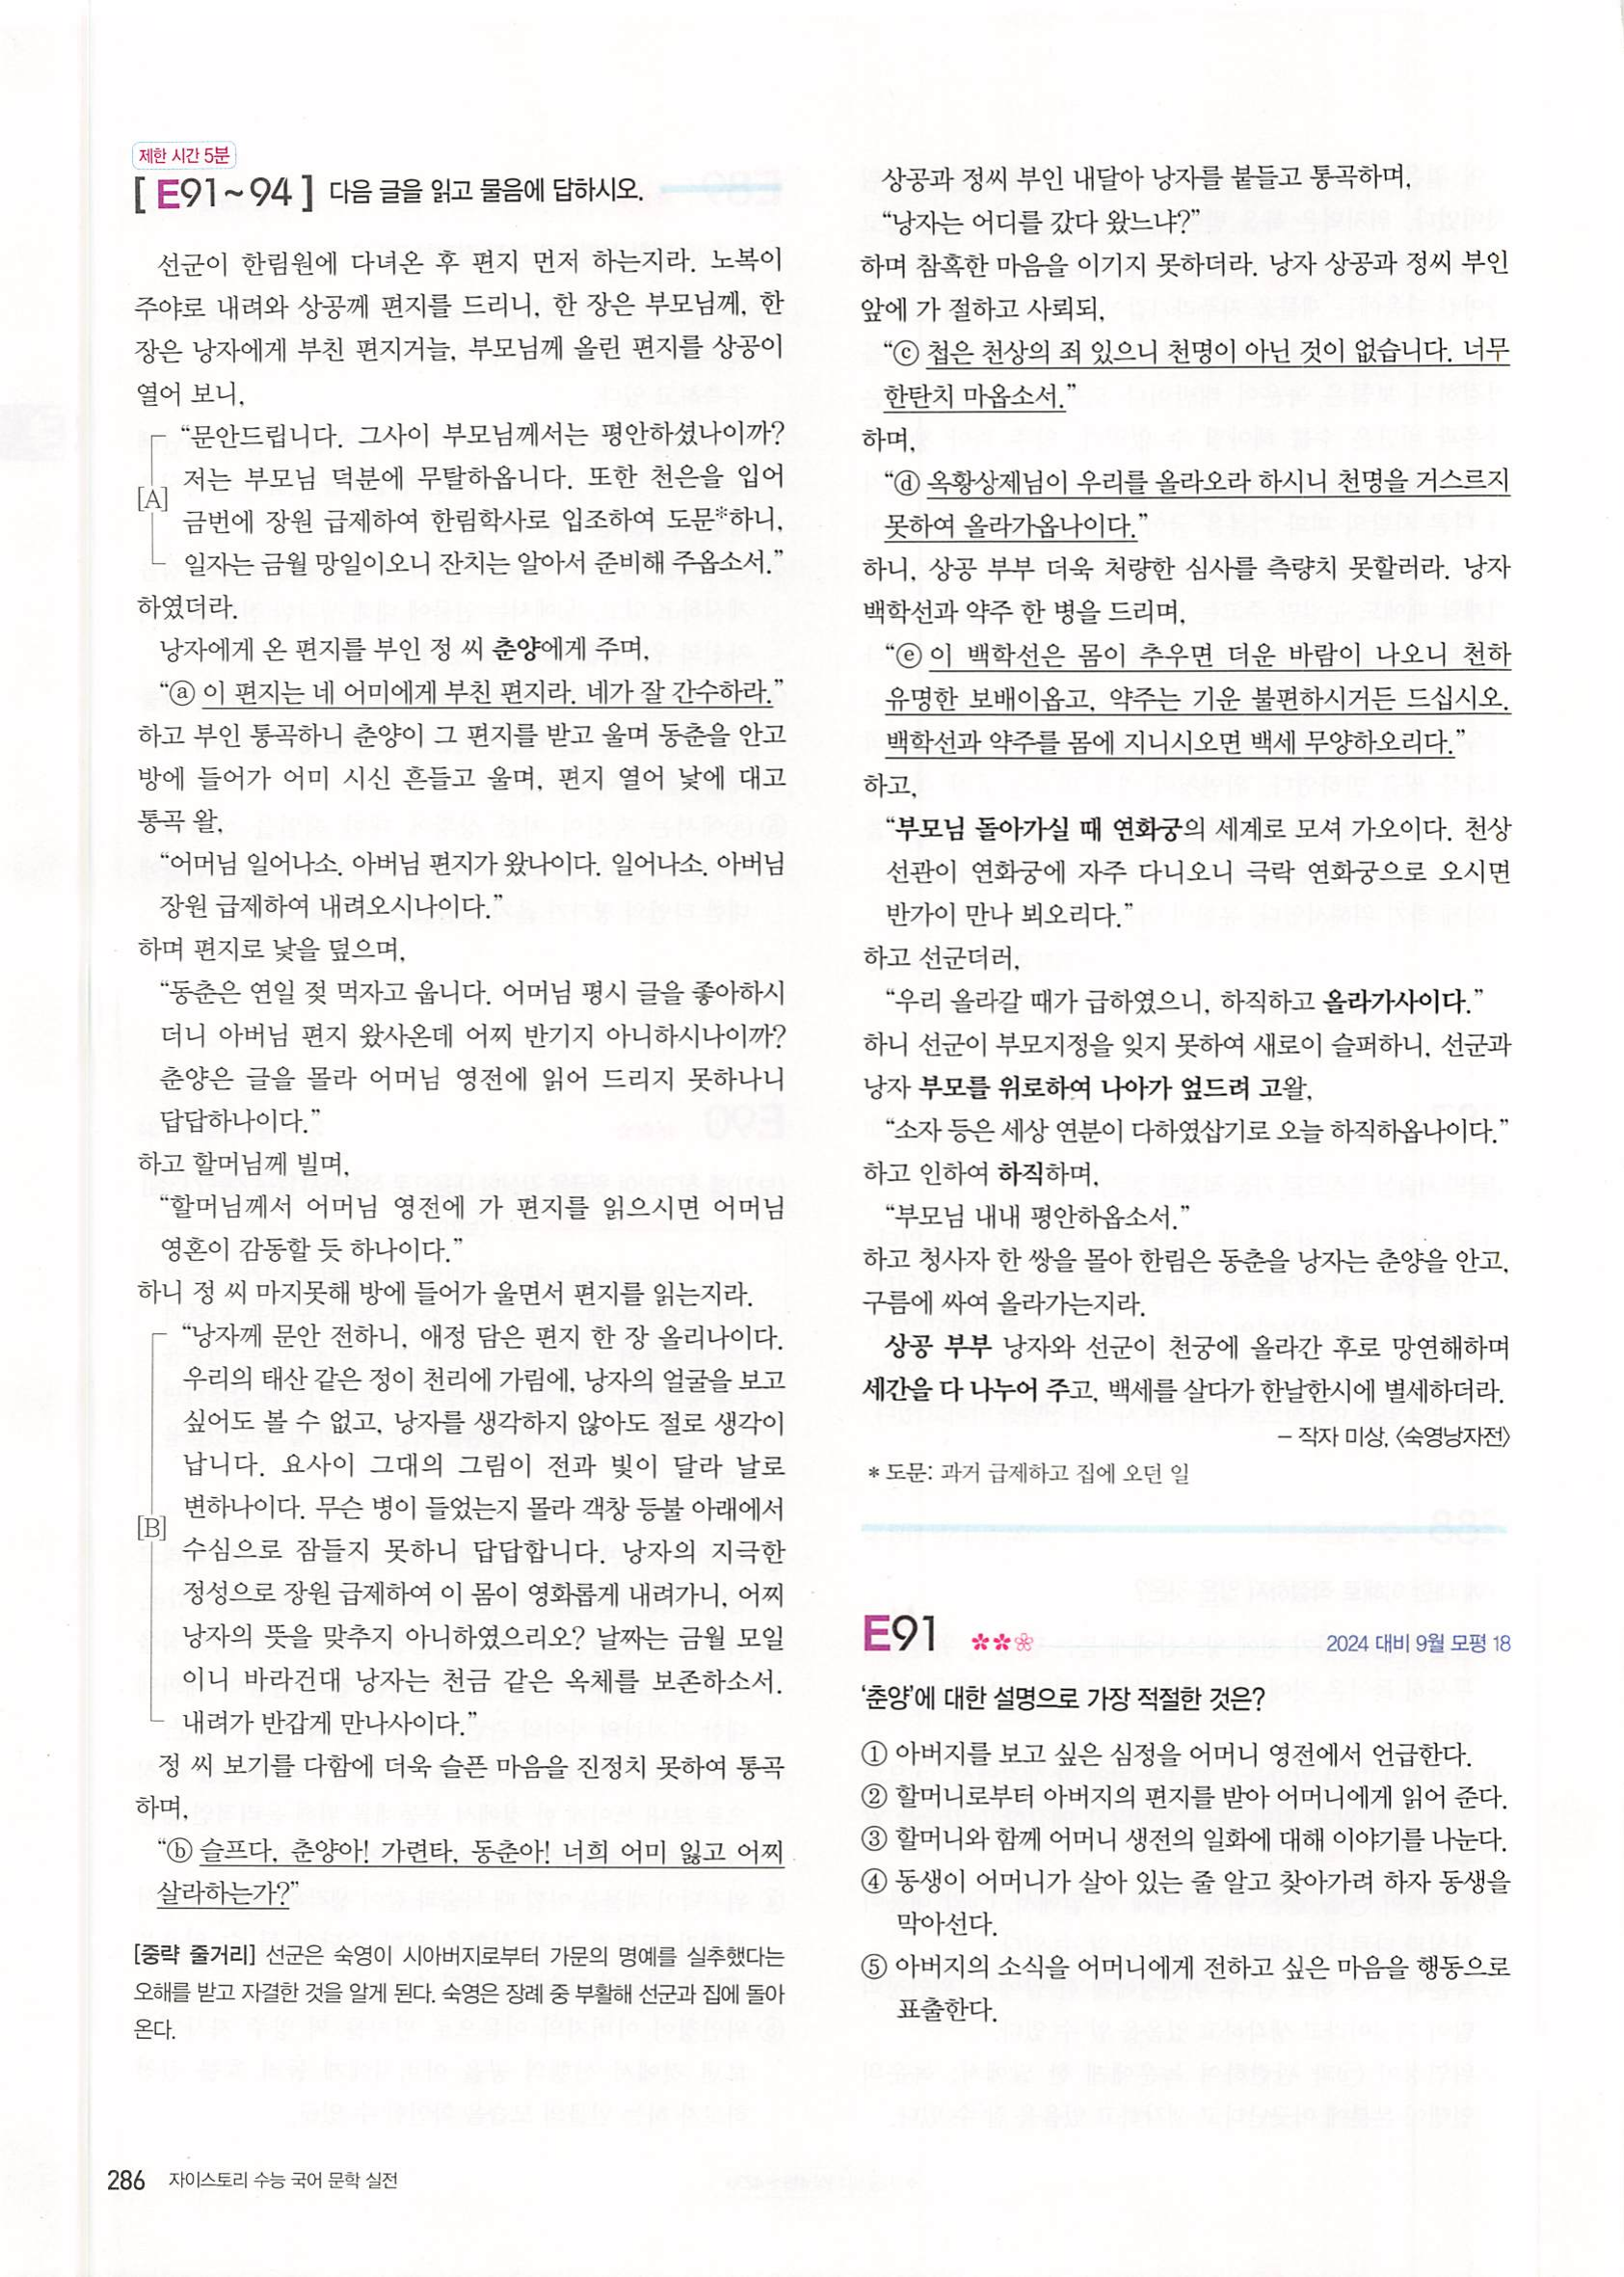 제한 시간 5분
[ E91~94 ] 다음 글을 읽고 물음에 답하시오.
선군이 한림원에 다녀온 후 편지 먼저 하는지라. 노복이
주야로 내려와 상공께 편지를 드리니, 한 장은 부모님께, 한
장은 낭자에게 부친 편지거늘, 부모님께 올린 편지를 상공이
열어 보니,
“문안드립니다. 그사이 부모님께서는 평안하셨나이까?
저는 부모님 덕분에 무탈하옵니다. 또한 천은을 입어
[A]
금번에 장원 급제하여 한림학사로 입조하여 도문*하니,
일자는 금월 망일이오니 잔치는 알아서 준비해 주옵소서.”
하였더라.
낭자에게 온 편지를 부인 정 씨 춘양에게 주며,
“ⓐ 이 편지는 네 어미에게 부친 편지라. 네가 잘 간수하라.”
하고 부인 통곡하니 춘양이 그 편지를 받고 울며 동춘을 안고
방에 들어가 어미 시신 흔들고 울며, 편지 열어 낯에 대고
통곡 왈,
“어머님 일어나소. 아버님 편지가 왔나이다. 일어나소. 아버님
장원 급제하여 내려오시나이다.”
하며 편지로 낯을 덮으며,
“동춘은 연일 젖 먹자고 웁니다. 어머님 평시 글을 좋아하시
더니 아버님 편지 왔사온데 어찌 반기지 아니하시나이까?
춘양은 글을 몰라 어머님 영전에 읽어 드리지 못하나니
답답하나이다.”
하고 할머님께 빌며,
“할머님께서 어머님 영전에 가 편지를 읽으시면 어머님
영혼이 감동할 듯 하나이다.”
하니 정 씨 마지못해 방에 들어가 울면서 편지를 읽는지라.
“낭자께 문안 전하니, 애정 담은 편지 한 장 올리나이다.
우리의 태산 같은 정이 천리에 가림에, 낭자의 얼굴을 보고
싶어도 볼 수 없고, 낭자를 생각하지 않아도 절로 생각이
납니다. 요사이 그대의 그림이 전과 빛이 달라 날로
변하나이다. 무슨 병이 들었는지 몰라 객창 등불 아래에서
[B]
수심으로 잠들지 못하니 답답합니다. 낭자의 지극한
정성으로 장원 급제하여 이 몸이 영화롭게 내려가니, 어찌
낭자의 뜻을 맞추지 아니하였으리오? 날짜는 금월 모일
이니 바라건대 낭자는 천금 같은 옥체를 보존하소서.
내려가 반갑게 만나사이다.”
정 씨 보기를 다함에 더욱 슬픈 마음을 진정치 못하여 통곡
하며,
“ⓑ 슬프다, 춘양아! 가련타, 동춘아! 너희 어미 잃고 어찌
살라하는가?”
[중략 줄거리] 선군은 숙영이 시아버지로부터 가문의 명예를 실추했다는
오해를 받고 자결한 것을 알게 된다. 숙영은 장례 중 부활해 선군과 집에 돌아
온다.
상공과 정씨 부인 내달아 낭자를 붙들고 통곡하며,
“낭자는 어디를 갔다 왔느냐?”
하며 참혹한 마음을 이기지 못하더라. 낭자 상공과 정씨 부인
앞에 가 절하고 사뢰되,
“ⓒ 첩은 천상의 죄 있으니 천명이 아닌 것이 없습니다. 너무
한탄치 마옵소서.”
하며,
“ⓓ 옥황상제님이 우리를 올라오라 하시니 천명을 거스르지
못하여 올라가옵나이다.”
하니, 상공 부부 더욱 처량한 심사를 측량치 못할러라. 낭자
백학선과 약주 한 병을 드리며,
“ⓔ 이 백학선은 몸이 추우면 더운 바람이 나오니 천하
유명한 보배이옵고, 약주는 기운 불편하시거든 드십시오.
백학선과 약주를 몸에 지니시오면 백세 무양하오리다.”
하고,
“부모님 돌아가실 때 연화궁의 세계로 모셔 가오이다. 천상
선관이 연화궁에 자주 다니오니 극락 연화궁으로 오시면
반가이 만나 뵈오리다.”
하고 선군더러,
“우리 올라갈 때가 급하였으니, 하직하고 올라가사이다.”
하니 선군이 부모지정을 잊지 못하여 새로이 슬퍼하니, 선군과
낭자 부모를 위로하여 나아가 엎드려 고왈,
“소자 등은 세상 연분이 다하였삽기로 오늘 하직하옵나이다.”
하고 인하여 하직하며,
“부모님 내내 평안하옵소서.”
하고 청사자 한 쌍을 몰아 한림은 동춘을 낭자는 춘양을 안고,
구름에 싸여 올라가는지라.
상공 부부 낭자와 선군이 천궁에 올라간 후로 망연해하며
세간을 다 나누어 주고, 백세를 살다가 한날한시에 별세하더라.
– 작자 미상, 〈숙영낭자전〉
* 도문: 과거 급제하고 집에 오던 일
E91
2024 대비 9월 모평 18
‘춘양’에 대한 설명으로 가장 적절한 것은?
① 아버지를 보고 싶은 심정을 어머니 영전에서 언급한다.
② 할머니로부터 아버지의 편지를 받아 어머니에게 읽어 준다.
③ 할머니와 함께 어머니 생전의 일화에 대해 이야기를 나눈다.
④ 동생이 어머니가 살아 있는 줄 알고 찾아가려 하자 동생을
막아선다.
⑤ 아버지의 소식을 어머니에게 전하고 싶은 마음을 행동으로
표출한다.
286 자이스토리 수능 국어 문학 실전